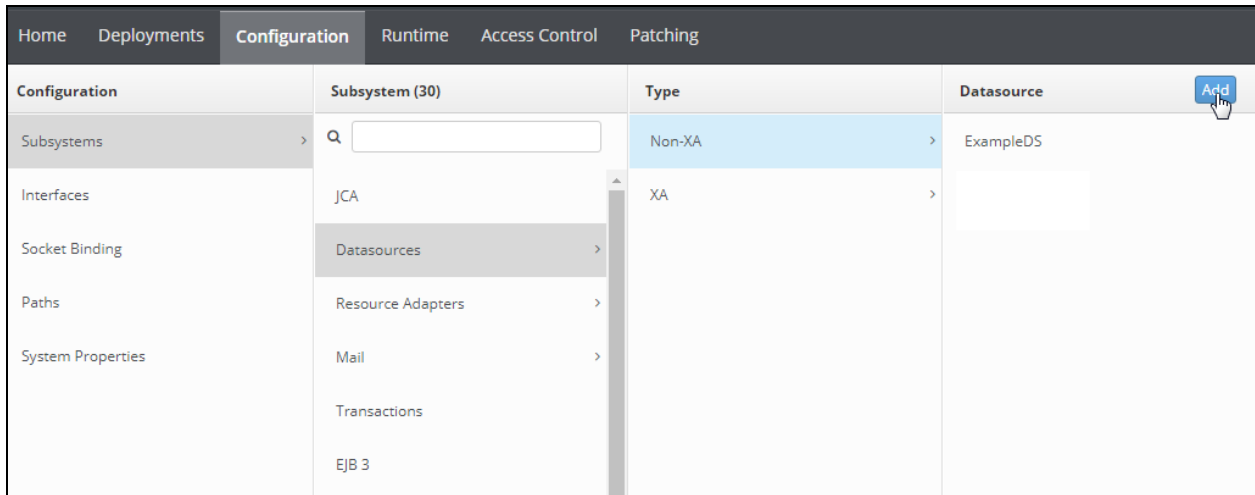 Home Deployments Configuration Runtime Access Control Patching
Configuration Subsystem (30) Type Datasource Add
Subsystems Non-XA ExampleDS
Interfaces JCA XA
Socket Binding Datasources
Paths Resource Adapters
System Properties Mail
Transactions
EJB 3